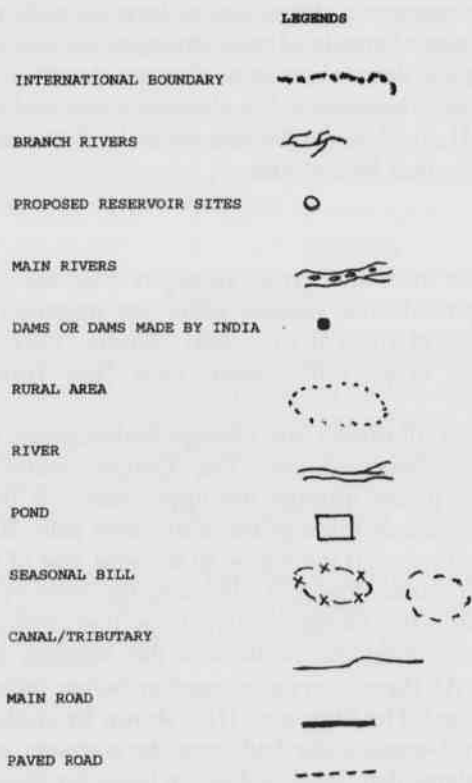 LEGENDS
INTERNATIONAL BOUNDARY
BRANCH RIVERS
PROPOSED RESERVOIR SITES
MAIN RIVERS
DAMS OR DAMS MADE BY INDIA
RURAL AREA
RIVER
POND
SEASONAL BILL
CANAL/TRIBUTARY
MAIN ROAD
PAVED ROAD